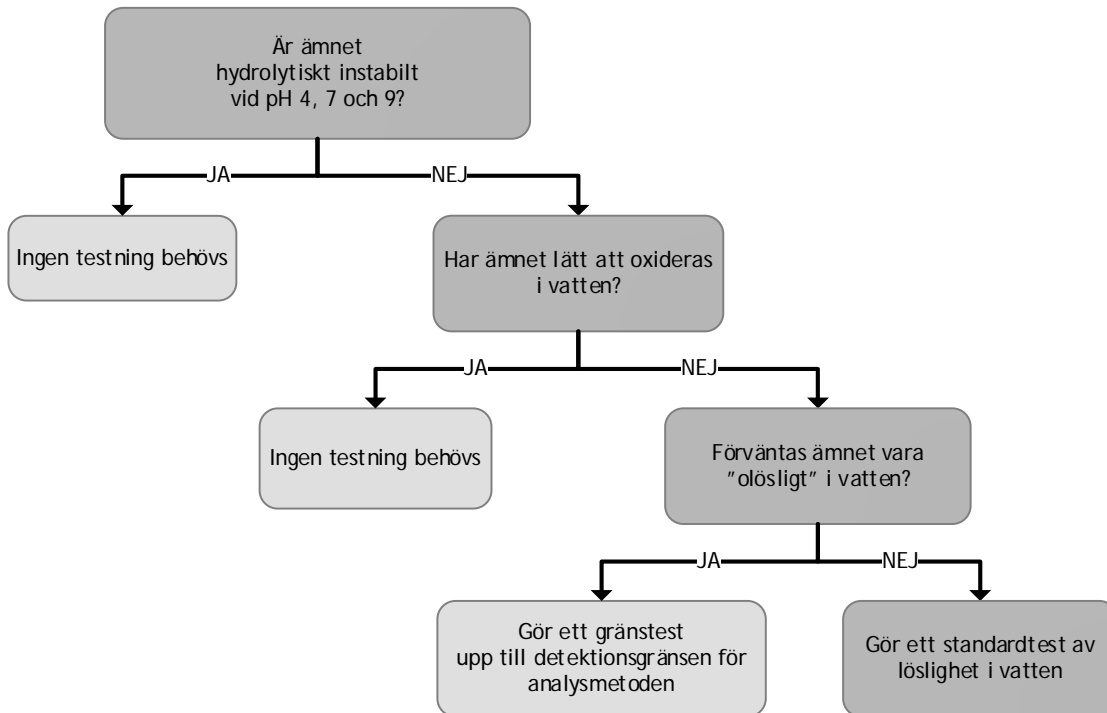 Är ämnet
hydrolytiskt instabilt
vid pH 4, 7 och 9?
JA
NEJ
Ingen testning behövs
Har ämnet lätt att oxideras
i vatten?
JA
NEJ
Ingen testning behövs
Förväntas ämnet vara
"olösligt" i vatten?
JA
NEJ
Gör ett gränstest
upp till detektionsgränsen för
analysmetoden
Gör ett standardtest av
löslighet i vatten